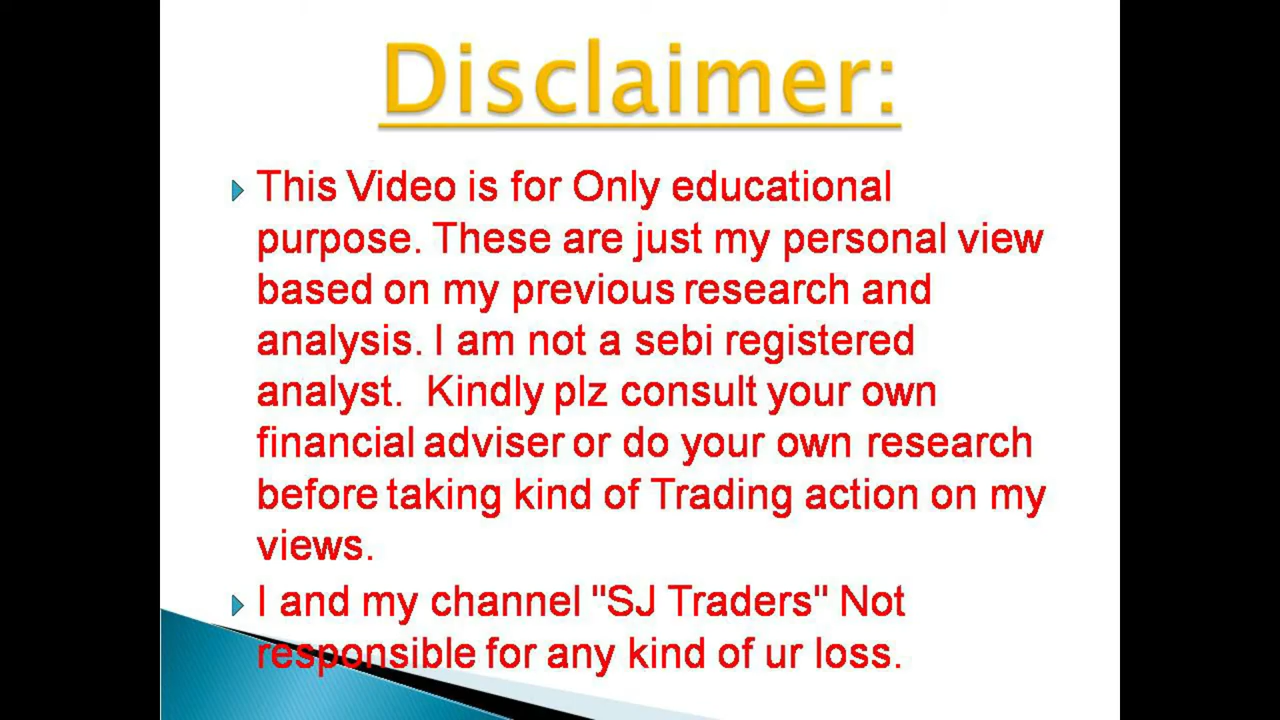 Disclaimer:
This Video is for Only educational
purpose. These are just my personal view
based on my previous research and
analysis. I am not a sebi registered
analyst.  Kindly plz consult your own
financial adviser or do your own research
before taking kind of Trading action on my
views.
I and my channel "SJ Traders" Not
responsible for any kind of ur loss.